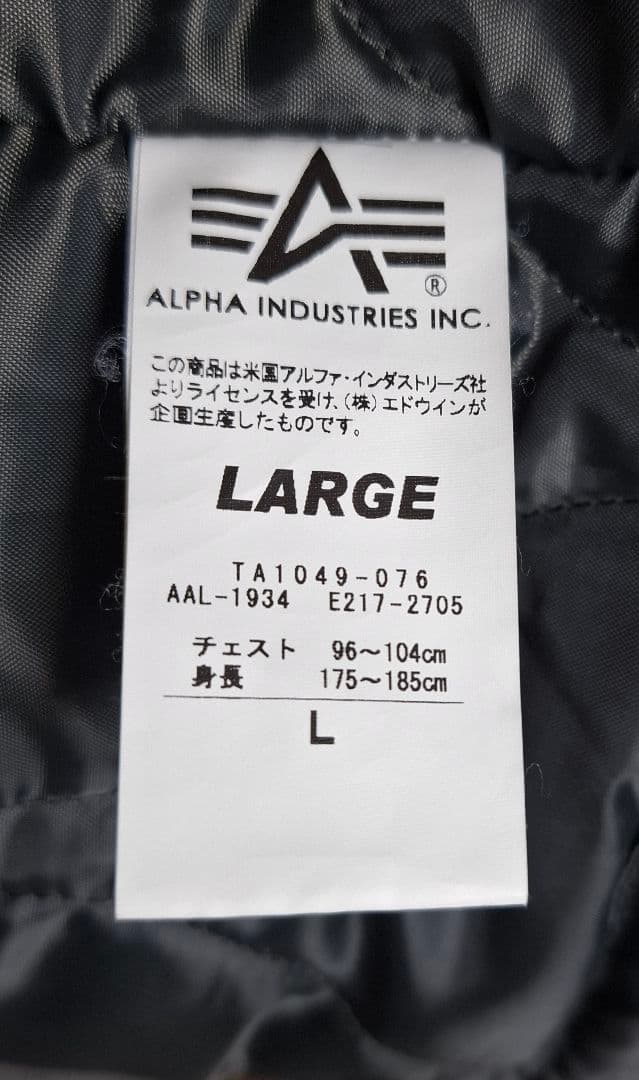 ALPHA INDUSTRIES INC.®
この商品は米国アルファ・インダストリーズ社
よりライセンスを受け、(株)エドウインが
企画生産したものです。
LARGE
TA1049-076
AAL-1934 E217-2705
チェスト 96～104cm
身長 175～185cm
L